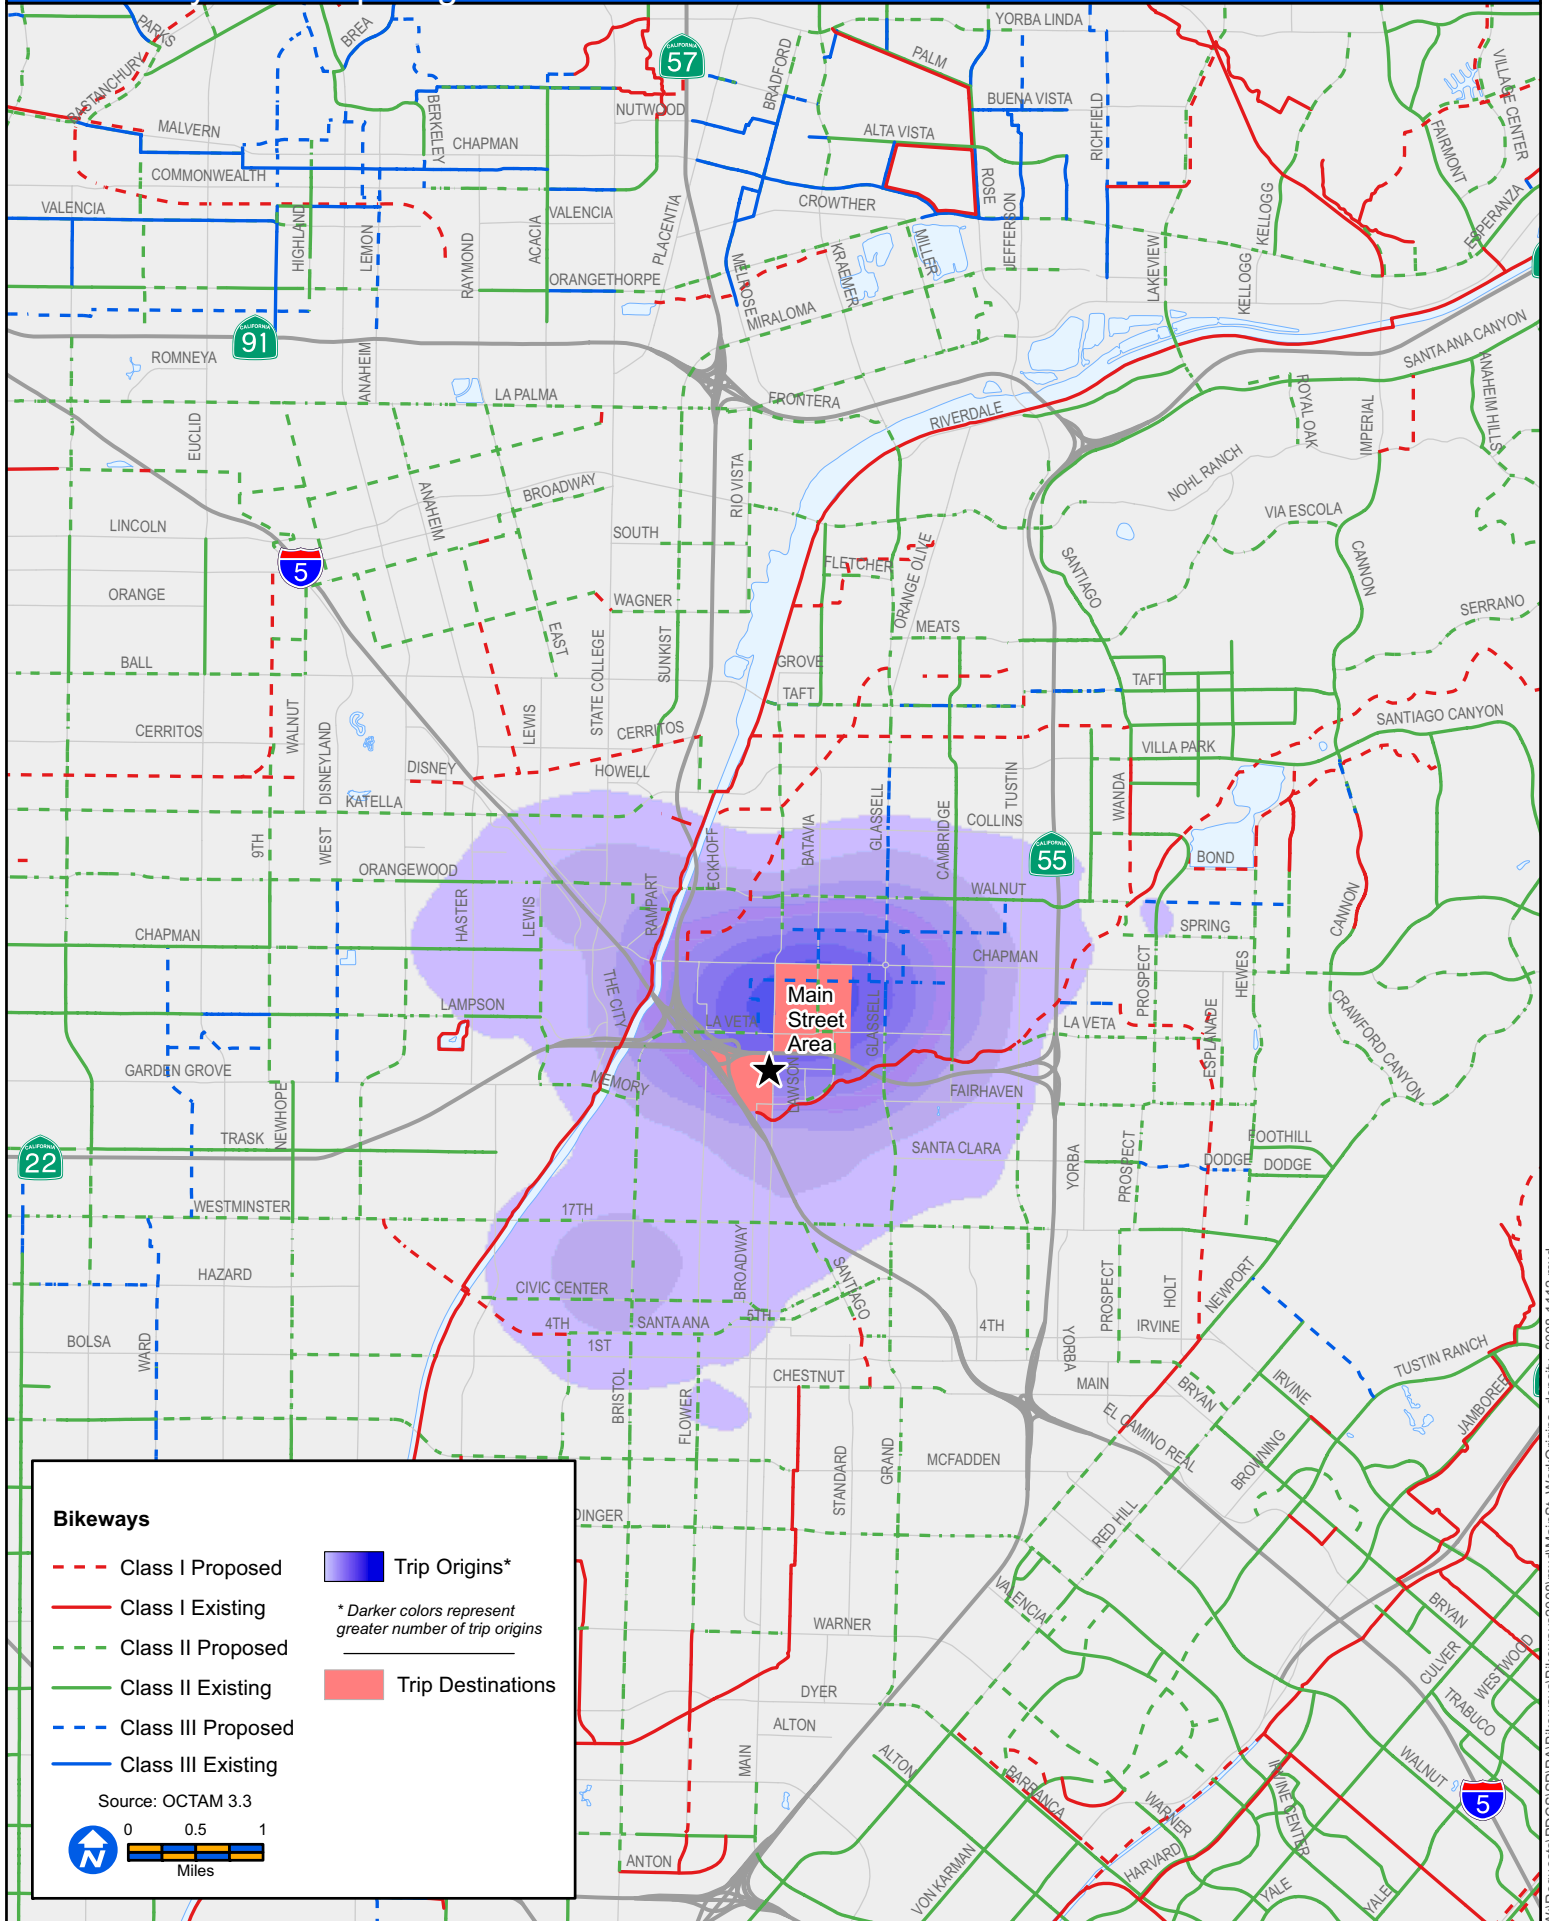 YORBA LINDA
PARKS
BREA
CALIFORNIA
57
BRADFORD
PALM
VILLAGE CENTER
BASTANCHURY
BERKELEY
NUTWOOD
BUENA VISTA
RICHFIELD
FAIRMONT
MALVERN
CHAPMAN
ALTA VISTA
COMMONWEALTH
ROSE
VALENCIA
HIGHLAND
LEMON
RAYMOND
ACACIA
VALENCIA
PLACENTIA
CROWTHER
JEFFERSON
KELLOGG
ESPERANZA
MELROSE
KRAEMER
MILLER
LAKEVIEW
KELLOGG
ORANGETHORPE
MIRALOMA
CALIFORNIA
91
ROMNEYA
ANAHEIM
SANTA ANA CANYON
LA PALMA
FRONTERA
RIVERDALE
ROYAL OAK
IMPERIAL
ANAHEIM HILLS
EUCLID
ANAHEIM
BROADWAY
RIO VISTA
NOHL RANCH
LINCOLN
SOUTH
VIA ESCOLA
5
FLETCHER
ORANGE OLIVE
SANTIAGO
CANNON
ORANGE
WAGNER
MEATS
SERRANO
EAST
STATE COLLEGE
SUNKIST
BALL
GROVE
TAFT
TAFT
WALNUT
DISNEYLAND
LEWIS
CERRITOS
CERRITOS
SANTIAGO CANYON
VILLA PARK
DISNEY
HOWELL
KATELLA
TUSTIN
WANDA
9TH
WEST
ECKHOFF
BATAVIA
GLASSELL
CAMBRIDGE
COLLINS
CALIFORNIA
55
BOND
ORANGEWOOD
WALNUT
HASTER
LEWIS
RAMPART
CANNON
CHAPMAN
SPRING
CHAPMAN
THE CITY
PROSPECT
HEWES
LAMPSON
Main
Street
Area
LA VETA
GLASSELL
LA VETA
ESPLANADE
CRAWFORD CANYON
GARDEN GROVE
MEMORY
LAWSON
FAIRHAVEN
NEWHOPE
CALIFORNIA
22
TRASK
SANTA CLARA
YORBA
PROSPECT
FOOTHILL
DODGE
DODGE
WESTMINSTER
17TH
BROADWAY
SANTIAGO
HAZARD
CIVIC CENTER
PROSPECT
HOLT
NEWPORT
BOLSA
WARD
4TH
SANTA ANA
5TH
4TH
IRVINE
1ST
YORBA
TUSTIN RANCH
CHESTNUT
MAIN
BRYAN
IRVINE
JAMBOREE
BRISTOL
FLOWER
EL CAMINO REAL
STANDARD
GRAND
MCFADDEN
BROWNING
DINGER
RED HILL
VALENCIA
WARNER
BRYAN
CULVER
WESTWOOD
TRABUCO
DYER
ALTON
MAIN
ALTON
BARRANCA
WARNER
IRVINE CENTER
WALNUT
5
ANTON
VON KARMAN
HARVARD
YALE
YALE
Bikeways
Class I Proposed
Class I Existing
Class II Proposed
Class II Existing
Class III Proposed
Class III Existing
Trip Origins*
* Darker colors represent
greater number of trip origins
Trip Destinations
Source: OCTAM 3.3
N
0 0.5 1
Miles